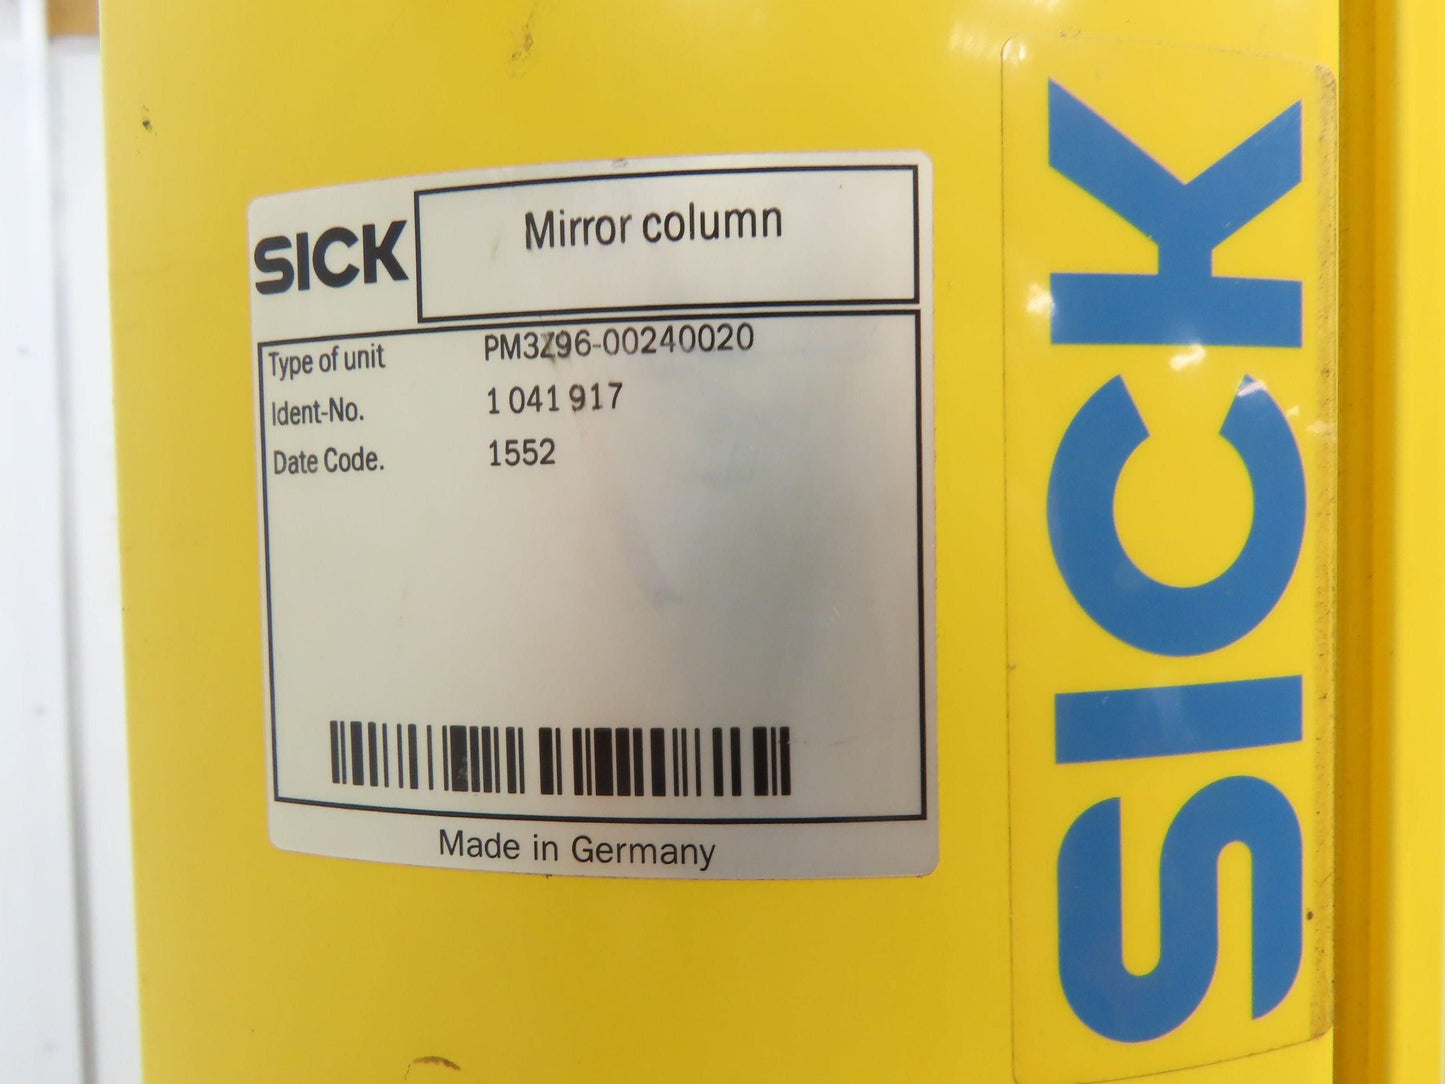 SICK
Mirror column
Type of unit PM3Z96-00240020
Ident-No. 1 041 917
Date Code. 1552
Made in Germany
SICK